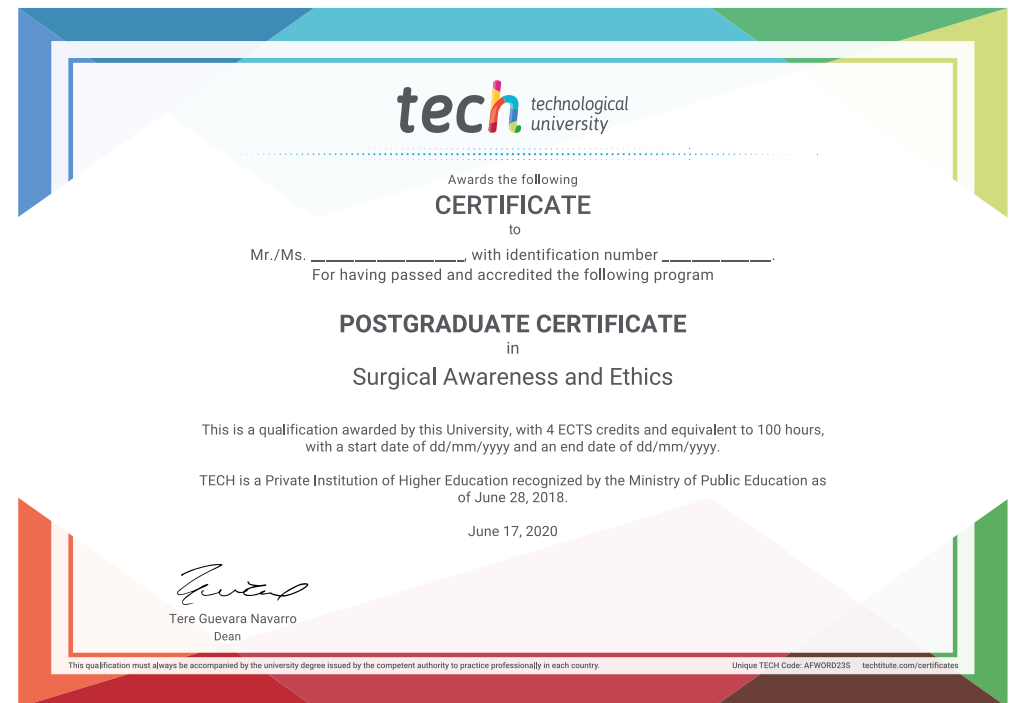 tech technological
university
Awards the following
CERTIFICATE
to
Mr./Ms. ____________________, with identification number ______________.
For having passed and accredited the following program
POSTGRADUATE CERTIFICATE
in
Surgical Awareness and Ethics
This is a qualification awarded by this University, with 4 ECTS credits and equivalent to 100 hours,
with a start date of dd/mm/yyyy and an end date of dd/mm/yyyy.
TECH is a Private Institution of Higher Education recognized by the Ministry of Public Education as
of June 28, 2018.
June 17, 2020
Tere Guevara Navarro
Dean
This qualification must always be accompanied by the university degree issued by the competent authority to practice professionally in each country. Unique TECH Code: AFWORD23S techtitute.com/certificates